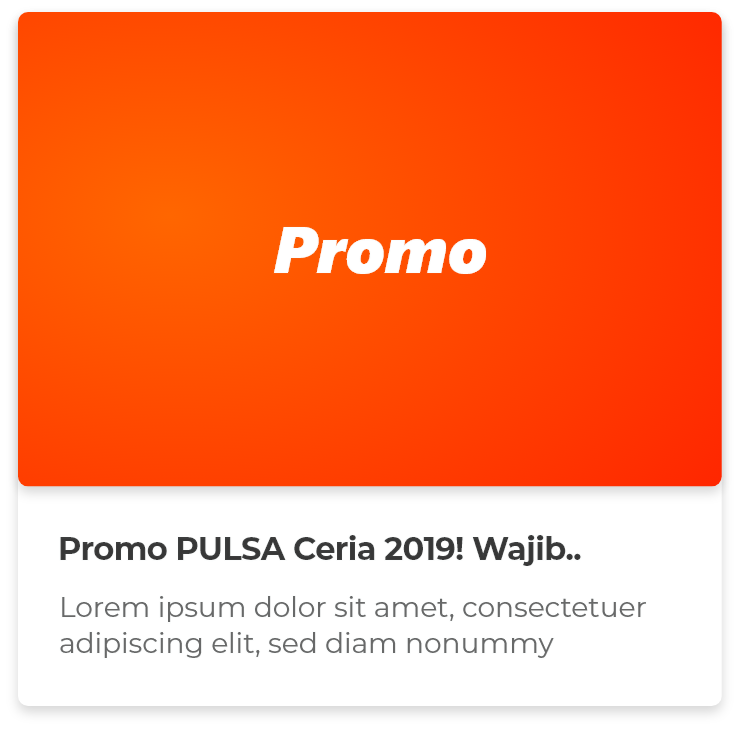 Promo
Promo PULSA Ceria 2019! Wajib..
Lorem ipsum dolor sit amet, consectetuer
adipiscing elit, sed diam nonummy